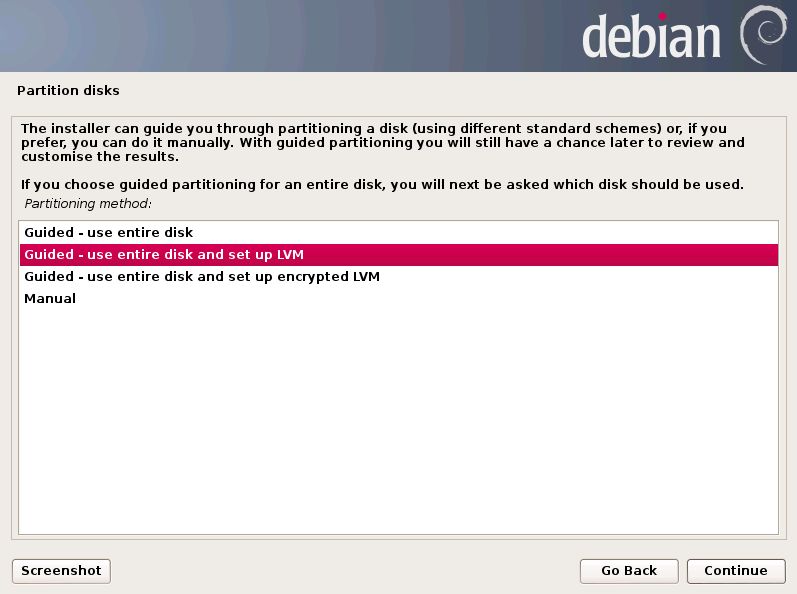 debian
Partition disks
The installer can guide you through partitioning a disk (using different standard schemes) or, if you
prefer, you can do it manually. With guided partitioning you will still have a chance later to review and
customise the results.
If you choose guided partitioning for an entire disk, you will next be asked which disk should be used.
Partitioning method:
Guided - use entire disk
Guided - use entire disk and set up LVM
Guided - use entire disk and set up encrypted LVM
Manual
Screenshot
Go Back
Continue